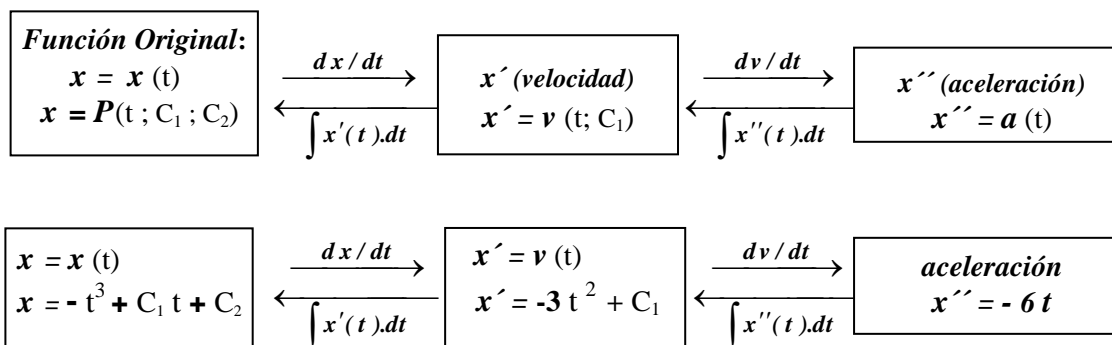 Función Original:
x = x (t)
x = P(t ; C₁ ; C₂)
dx/dt
∫ x′(t).dt
x´ (velocidad)
x´ = v (t; C₁)
dv/dt
∫ x′′(t).dt
x´´ (aceleración)
x´´ = a (t)
x = x (t)
x = - t³ + C₁ t + C₂
dx/dt
∫ x′(t).dt
x´ = v (t)
x´ = -3 t ² + C₁
dv/dt
∫ x′′(t).dt
aceleración
x´´ = - 6 t